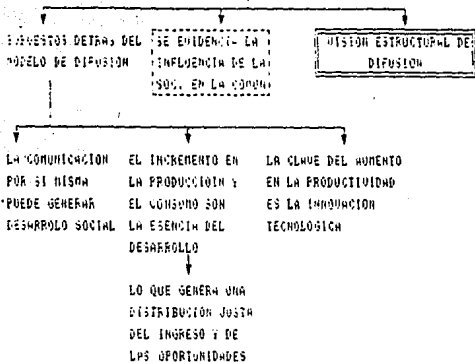 SUPUESTOS DETRAS DEL
MODELO DE DIFUSION
SE EVIDENCIA LA
INFLUENCIA DE LA
SOC. EN LA COMUNI
VISION ESTRUCTURAL DE
DIFUSION
LA COMUNICACION
POR SI MISMA
PUEDE GENERAR
DESARROLO SOCIAL
EL INCREMENTO EN
LA PRODUCCIOIN Y
EL CONSUMO SON
LA ESENCIA DEL
DESARROLLO
LA CLAVE DEL AUMENTO
EN LA PRODUCTIVIDAD
ES LA INNOVACION
TECNOLOGICA
LO QUE GENERA UNA
DISTRIBUCION JUSTA
DEL INGRESO Y DE
LAS OPORTUNIDADES